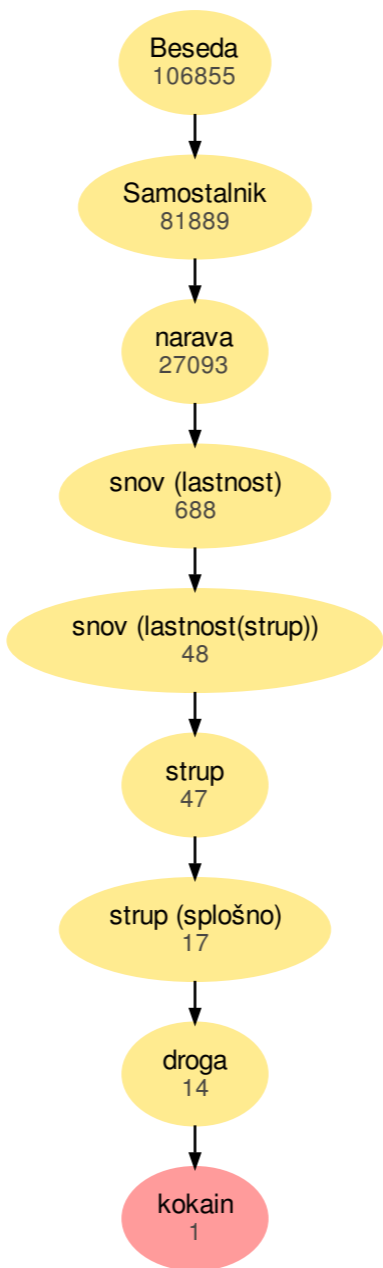 Beseda
106855
Samostalnik
81889
narava
27093
snov (lastnost)
688
snov (lastnost(strup))
48
strup
47
strup (splošno)
17
droga
14
kokain
1